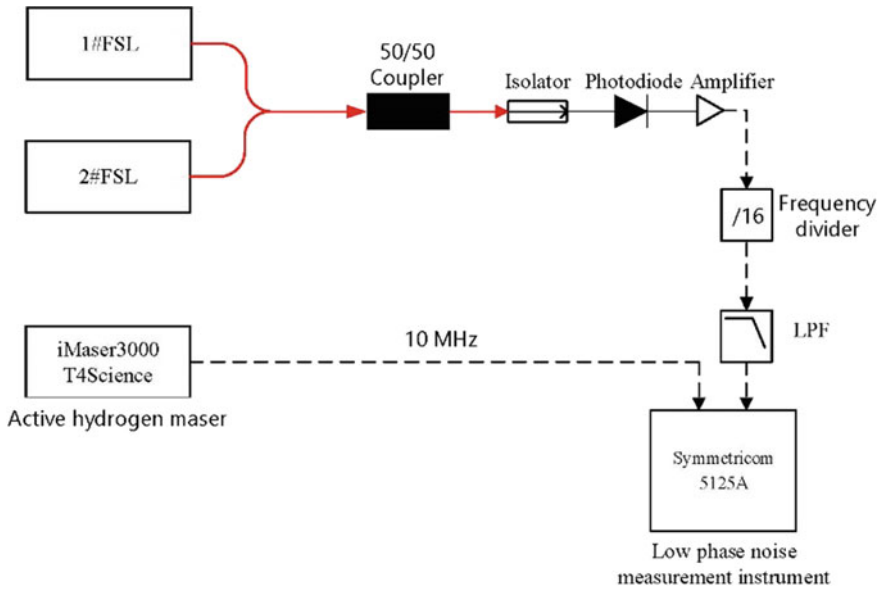 1#FSL
50/50
Coupler
Isolator
Photodiode
Amplifier
2#FSL
/16
Frequency
divider
LPF
10 MHz
iMaser3000
T4Science
Active hydrogen maser
Symmetricom
5125A
Low phase noise
measurement instrument